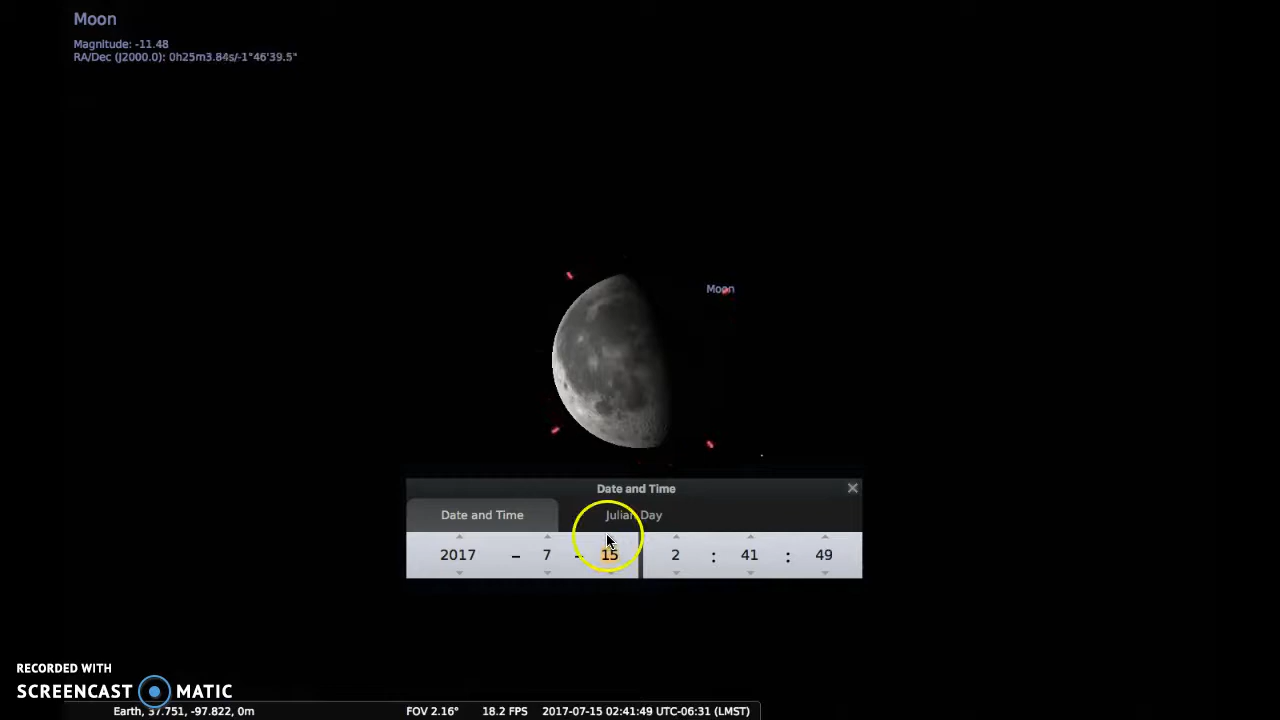 Moon
Magnitude: -11.48
RA/Dec (J2000.0): 0h25m3.84s/-1°46'39.5"
Moon
Date and Time
Date and Time Julian Day
2017 – 7 – 15 2 : 41 : 49
RECORDED WITH
SCREENCAST MATIC
Earth, 37.751, -97.822, 0m FOV 2.16° 18.2 FPS 2017-07-15 02:41:49 UTC-06:31 (LMST)